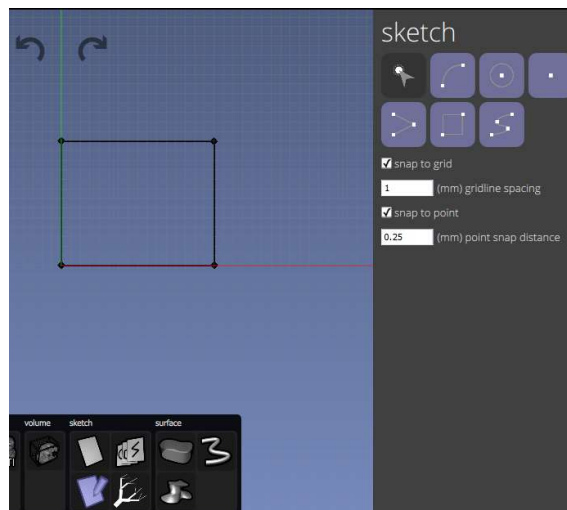 sketch
snap to grid
1 (mm) gridline spacing
snap to point
0.25 (mm) point snap distance
volume sketch surface